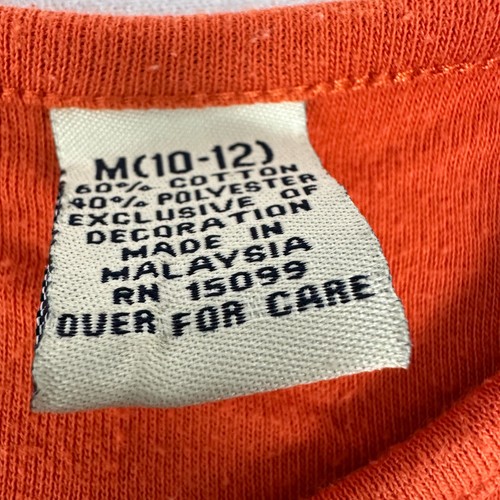 M(10-12)
60% COTTON
40% POLYESTER
EXCLUSIVE OF
DECORATION
MADE IN
MALAYSIA
RN 15099
OVER FOR CARE